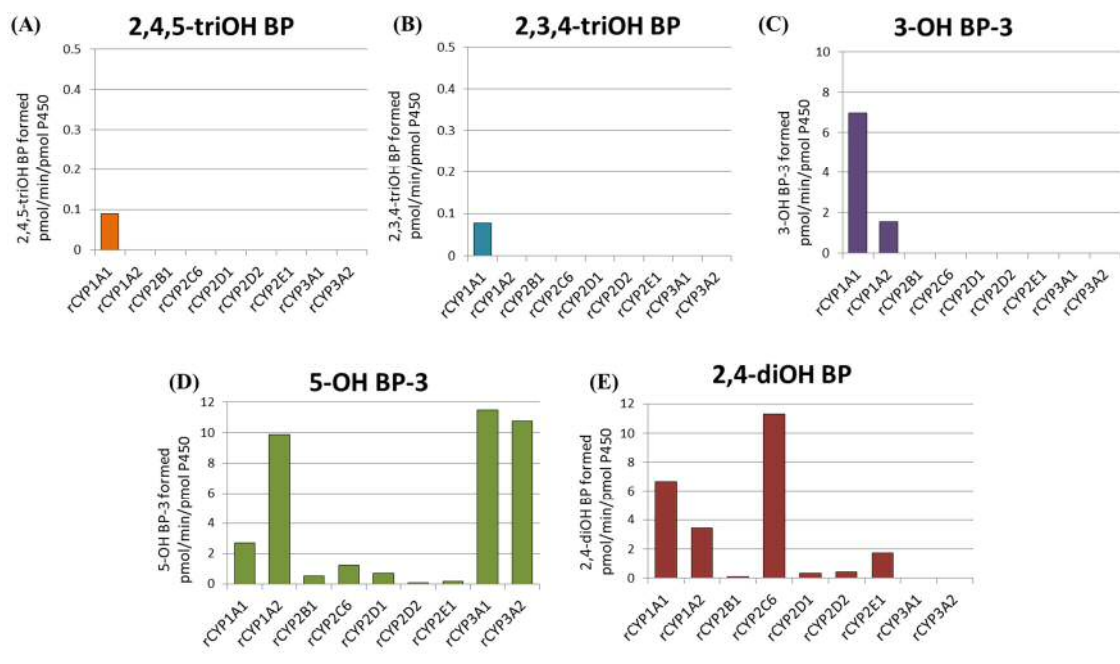 (A)
2,4,5-triOH BP
2,4,5-triOH BP formed
pmol/min/pmol P450
0.5
0.4
0.3
0.2
0.1
0
rCYP1A1
rCYP1A2
rCYP2B1
rCYP2C6
rCYP2D1
rCYP2D2
rCYP2E1
rCYP3A1
rCYP3A2
(B)
2,3,4-triOH BP
2,3,4-triOH BP formed
pmol/min/pmol P450
0.5
0.4
0.3
0.2
0.1
0
rCYP1A1
rCYP1A2
rCYP2B1
rCYP2C6
rCYP2D1
rCYP2D2
rCYP2E1
rCYP3A1
rCYP3A2
(C)
3-OH BP-3
3-OH BP-3 formed
pmol/min/pmol P450
10
8
6
4
2
0
rCYP1A1
rCYP1A2
rCYP2B1
rCYP2C6
rCYP2D1
rCYP2D2
rCYP2E1
rCYP3A1
rCYP3A2
(D)
5-OH BP-3
5-OH BP-3 formed
pmol/min/pmol P450
12
10
8
6
4
2
0
rCYP1A1
rCYP1A2
rCYP2B1
rCYP2C6
rCYP2D1
rCYP2D2
rCYP2E1
rCYP3A1
rCYP3A2
(E)
2,4-diOH BP
2,4-diOH BP formed
pmol/min/pmol P450
12
10
8
6
4
2
0
rCYP1A1
rCYP1A2
rCYP2B1
rCYP2C6
rCYP2D1
rCYP2D2
rCYP2E1
rCYP3A1
rCYP3A2